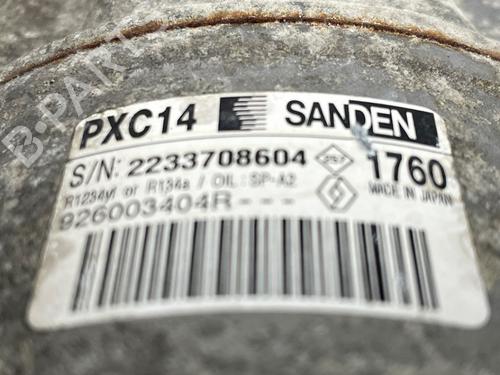 PXC14 SANDEN
S/N: 2233708604 1760
R1234yf or R134a / OIL: SP-A2 MADE IN JAPAN
926003404R---
B-PARTS